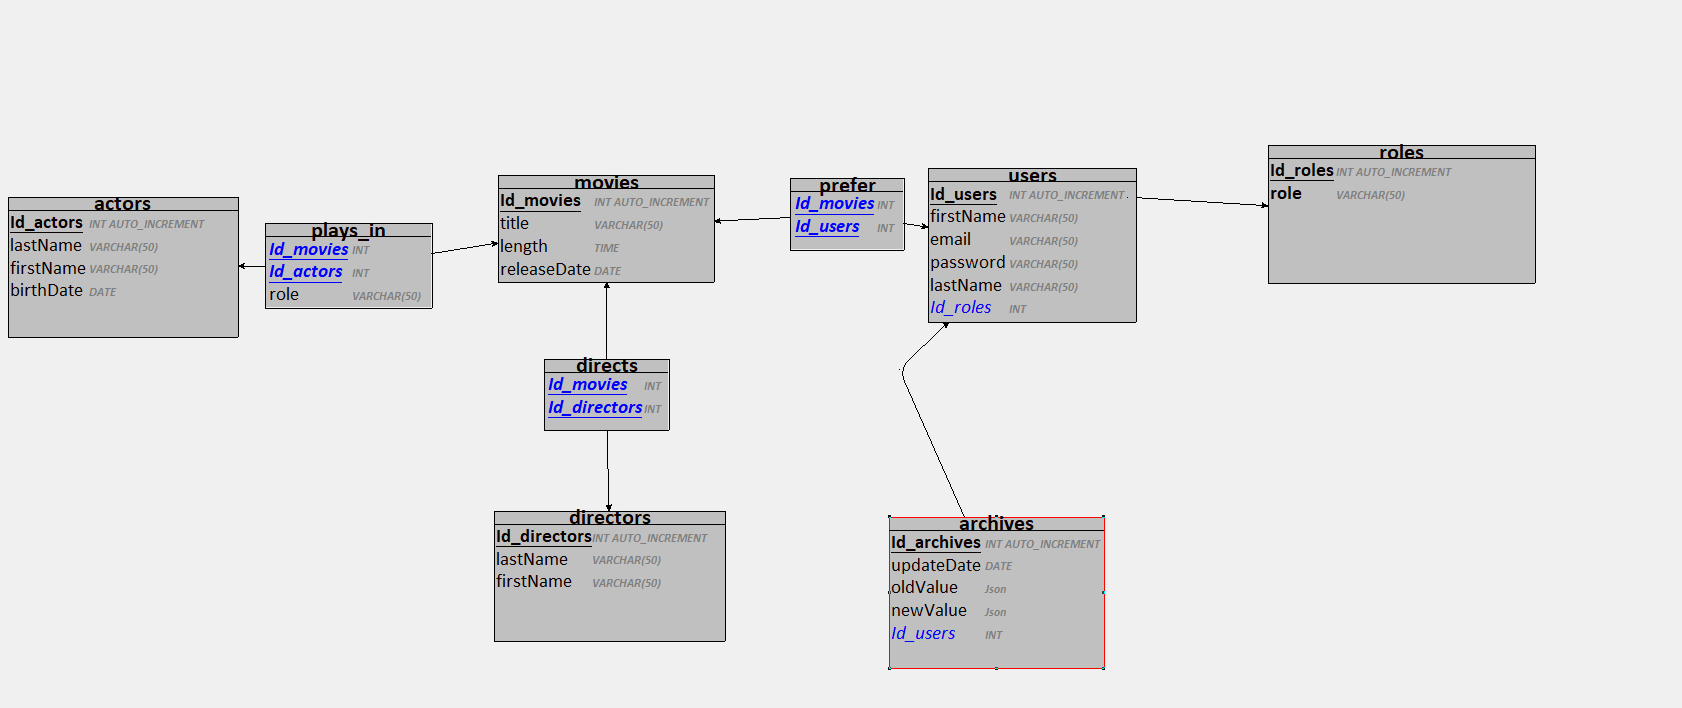 actors
Id_actors INT AUTO_INCREMENT
lastName VARCHAR(50)
firstName VARCHAR(50)
birthDate DATE
plays_in
Id_movies INT
Id_actors INT
role VARCHAR(50)
movies
Id_movies INT AUTO_INCREMENT
title VARCHAR(50)
length TIME
releaseDate DATE
directs
Id_movies INT
Id_directors INT
directors
Id_directors INT AUTO_INCREMENT
lastName VARCHAR(50)
firstName VARCHAR(50)
prefer
Id_movies INT
Id_users INT
users
Id_users INT AUTO_INCREMENT
firstName VARCHAR(50)
email VARCHAR(50)
password VARCHAR(50)
lastName VARCHAR(50)
Id_roles INT
roles
Id_roles INT AUTO_INCREMENT
role VARCHAR(50)
archives
Id_archives INT AUTO_INCREMENT
updateDate DATE
oldValue Json
newValue Json
Id_users INT